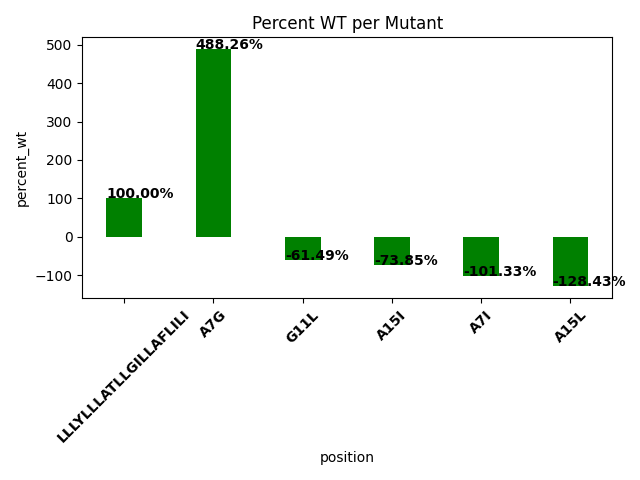 Percent WT per Mutant
percent_wt
500
400
300
200
100
0
−100
100.00%
488.26%
-61.49%
-73.85%
-101.33%
-128.43%
LLLYLLLATLLGILLAFLILI
A7G
G11L
A15I
A7I
A15L
position